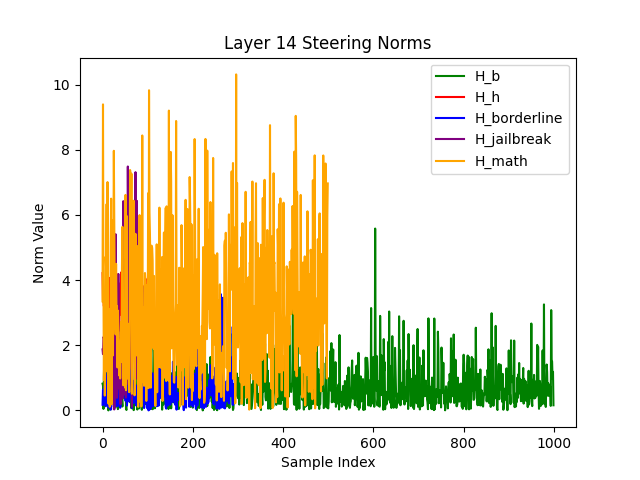 Layer 14 Steering Norms
H_b
H_h
H_borderline
H_jailbreak
H_math
Norm Value
10
8
6
4
2
0
0 200 400 600 800 1000
Sample Index